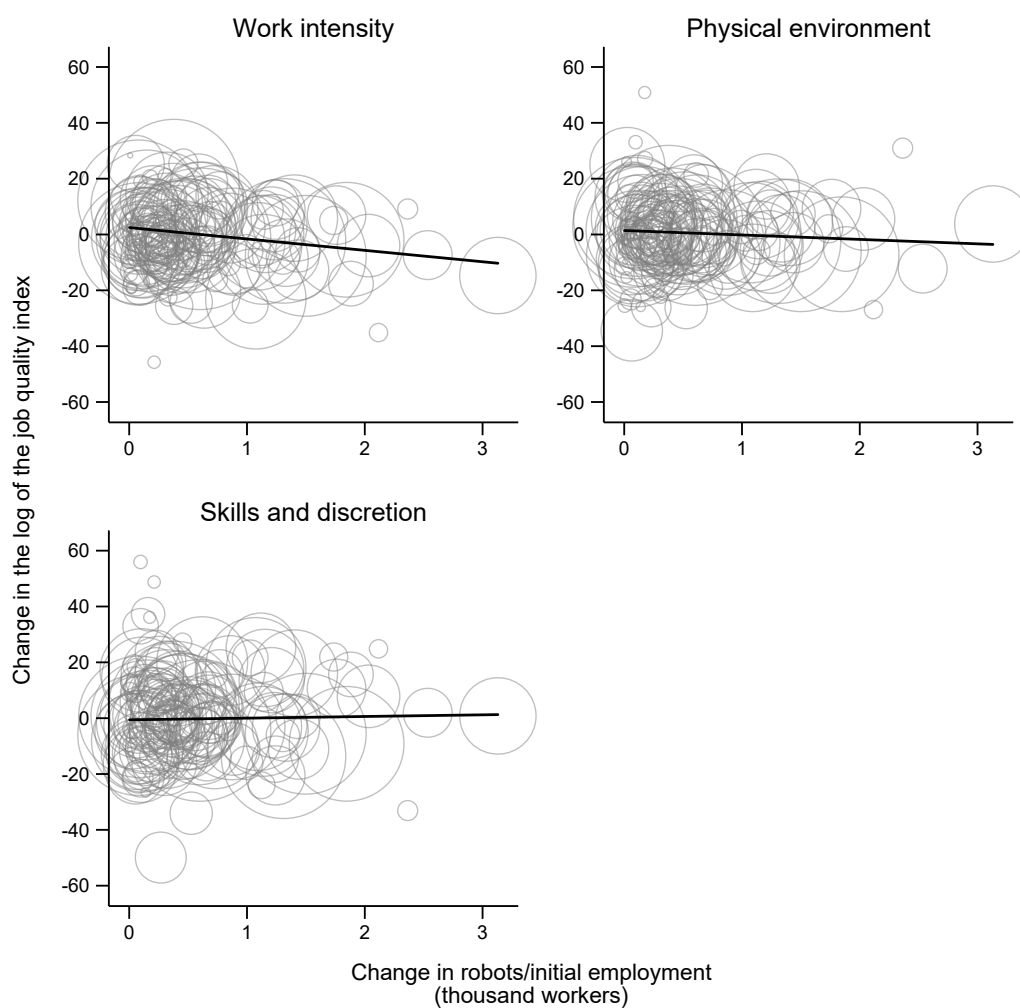 Work intensity
Physical environment
60
40
20
0
-20
-40
-60
0 1 2 3
60
40
20
0
-20
-40
-60
0 1 2 3
Change in the log of the job quality index
Skills and discretion
60
40
20
0
-20
-40
-60
0 1 2 3
Change in robots/initial employment
(thousand workers)